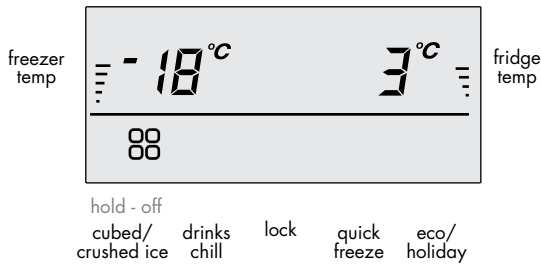 freezer
temp
-18°C
3°C
fridge
temp
hold - off
cubed/
crushed ice
drinks
chill
lock
quick
freeze
eco/
holiday